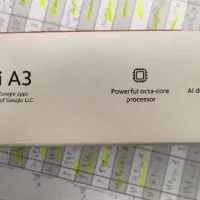 i A3
Google apps
of Google LLC
Powerful octa-core
processor
AI d